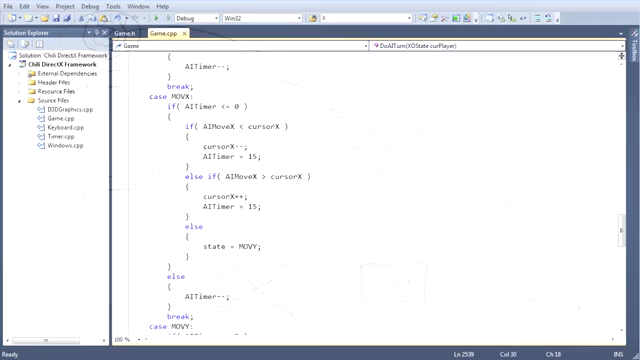 File Edit View Project Debug Team Data Tools Test Window Help
Debug Win32 X
Solution Explorer
Game.h Game.cpp
Toolbox
Game DoAITurn(XOState curPlayer)
Solution 'Chili DirectX Framework
Chili DirectX Framework
External Dependencies
Header Files
Resource Files
Source Files
D3DGraphics.cpp
Game.cpp
Keyboard.cpp
Timer.cpp
Windows.cpp
{
AITimer--;
}
break;
case MOVX:
if( AITimer <= 0 )
{
if( AIMoveX < cursorX )
{
cursorX--;
AITimer = 15;
}
else if( AIMoveX > cursorX )
{
cursorX++;
AITimer = 15;
}
else
{
state = MOVY;
}
}
else
{
AITimer--;
}
break;
case MOVY:
100 %
Ready Ln 2539 Col 30 Ch 18 INS